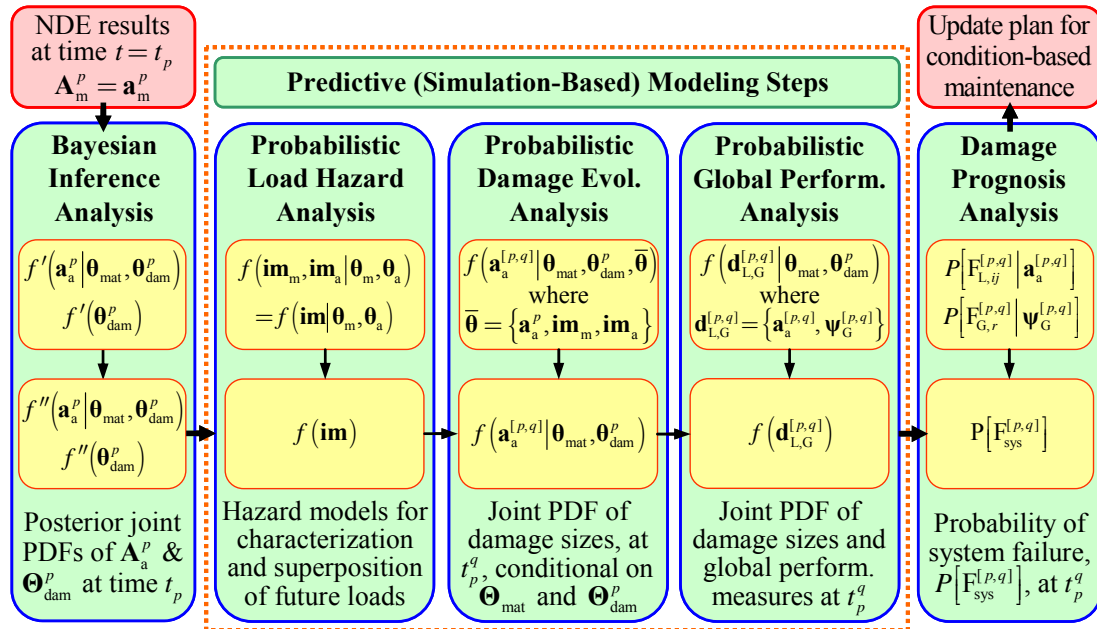 NDE results
at time t = t_p
A_m^p = a_m^p
Update plan for
condition-based
maintenance
Predictive (Simulation-Based) Modeling Steps
Bayesian
Inference
Analysis
f′(a_a^p|θ_mat, θ_dam^p)
f′(θ_dam^p)
f″(a_a^p|θ_mat, θ_dam^p)
f″(θ_dam^p)
Posterior joint
PDFs of A_a^p &
Θ_dam^p at time t_p
Probabilistic
Load Hazard
Analysis
f(im_m, im_a|θ_m, θ_a)
= f(im|θ_m, θ_a)
f(im)
Hazard models for
characterization
and superposition
of future loads
Probabilistic
Damage Evol.
Analysis
f(a_a^[p,q]|θ_mat, θ_dam^p, θ̅)
where
θ̅ = {a_a^p, im_m, im_a}
f(a_a^[p,q]|θ_mat, θ_dam^p)
Joint PDF of
damage sizes, at
t_p^q, conditional on
Θ_mat and Θ_dam^p
Probabilistic
Global Perform.
Analysis
f(d_L,G^[p,q]|θ_mat, θ_dam^p)
where
d_L,G^[p,q] = {a_a^[p,q], ψ_G^[p,q]}
f(d_L,G^[p,q])
Joint PDF of
damage sizes and
global perform.
measures at t_p^q
Damage
Prognosis
Analysis
P[F_L,ij^[p,q]|a_a^[p,q]]
P[F_G,r^[p,q]|ψ_G^[p,q]]
P[F_sys^[p,q]]
Probability of
system failure,
P[F_sys^[p,q]], at t_p^q